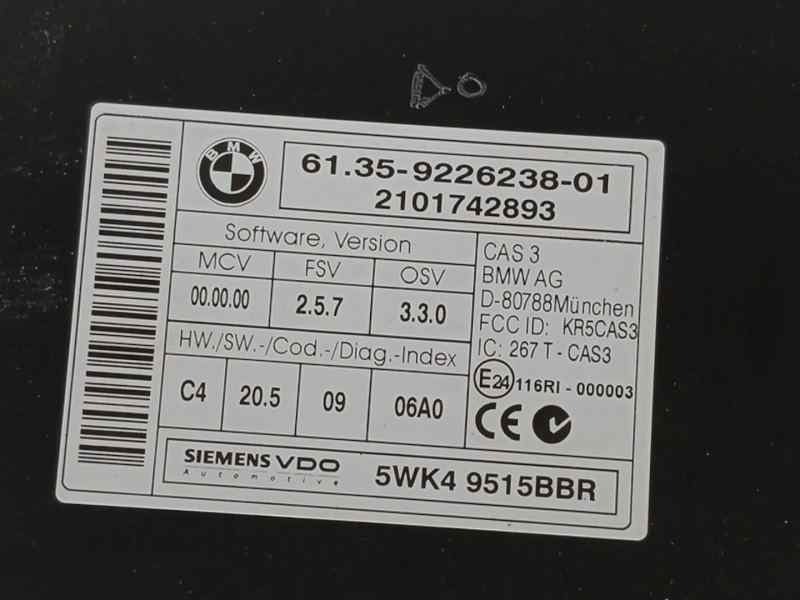 BMW
61.35-9226238-01
2101742893
Software, Version
MCV FSV OSV
00.00.00 2.5.7 3.3.0
HW./SW.-/Cod.-/Diag.-Index
C4 20.5 09 06A0
CAS 3
BMW AG
D-80788München
FCC ID: KR5CAS3
IC: 267 T - CAS3
E24 116RI - 000003
CE
SIEMENS VDO
Automotive
5WK4 9515BBR